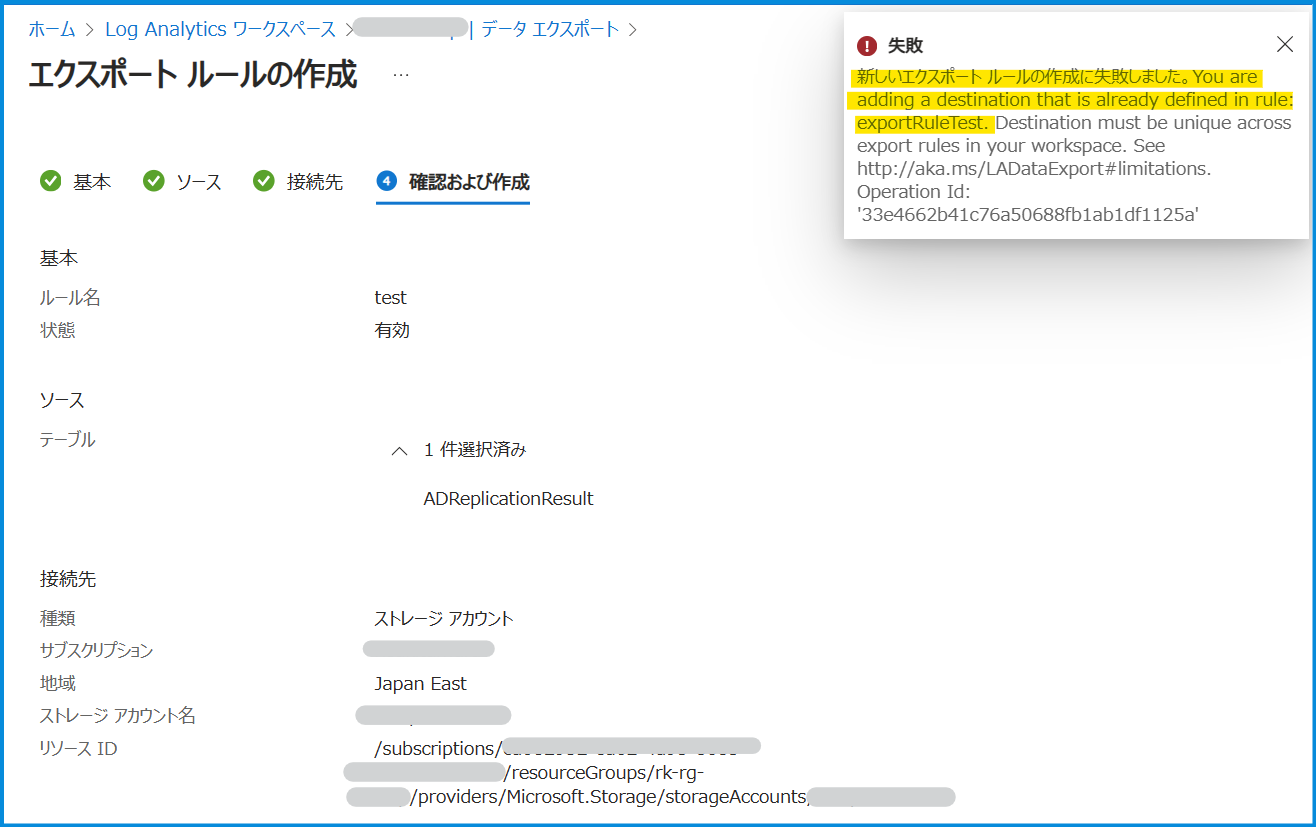 ホーム > Log Analytics ワークスペース > | データ エクスポート >
エクスポート ルールの作成 …
失敗
新しいエクスポート ルールの作成に失敗しました。You are
adding a destination that is already defined in rule:
exportRuleTest. Destination must be unique across
export rules in your workspace. See
http://aka.ms/LADataExport#limitations.
Operation Id:
'33e4662b41c76a50688fb1ab1df1125a'
基本 ソース 接続先 4 確認および作成
基本
ルール名 test
状態 有効
ソース
テーブル
1 件選択済み
ADReplicationResult
接続先
種類 ストレージ アカウント
サブスクリプション
地域 Japan East
ストレージ アカウント名
リソース ID /subscriptions/
/resourceGroups/rk-rg-
/providers/Microsoft.Storage/storageAccounts/